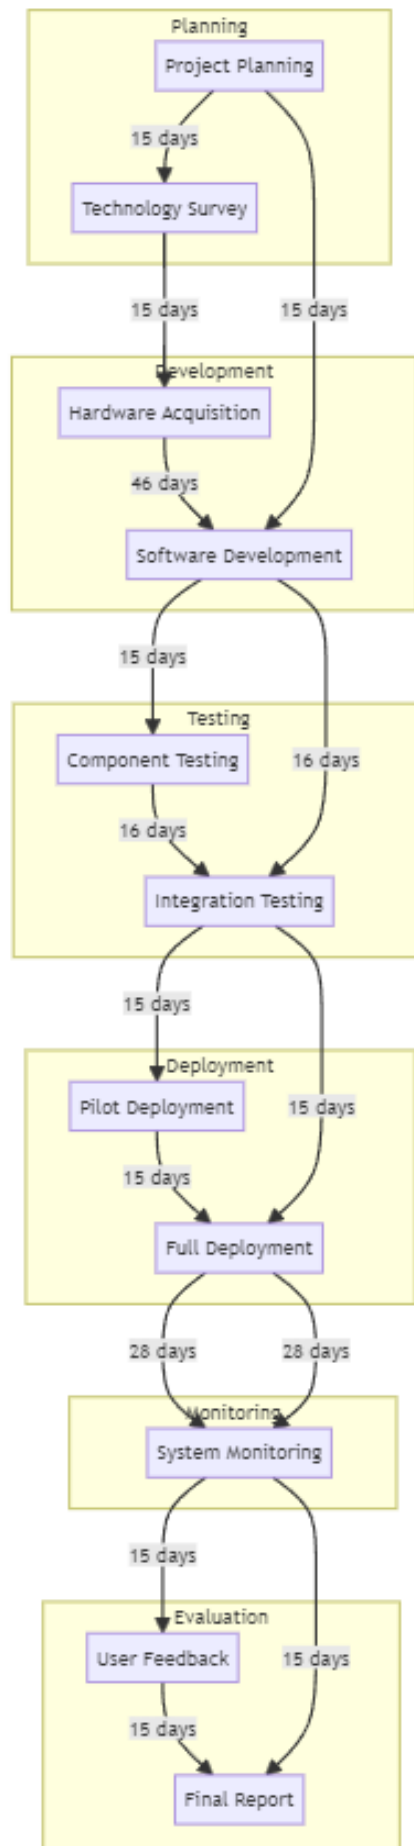 Planning
Project Planning
15 days
Technology Survey
15 days
15 days
Development
Hardware Acquisition
46 days
Software Development
15 days
Testing
Component Testing
16 days
16 days
Integration Testing
15 days
Deployment
Pilot Deployment
15 days
15 days
Full Deployment
28 days
28 days
Monitoring
System Monitoring
15 days
Evaluation
User Feedback
15 days
15 days
Final Report